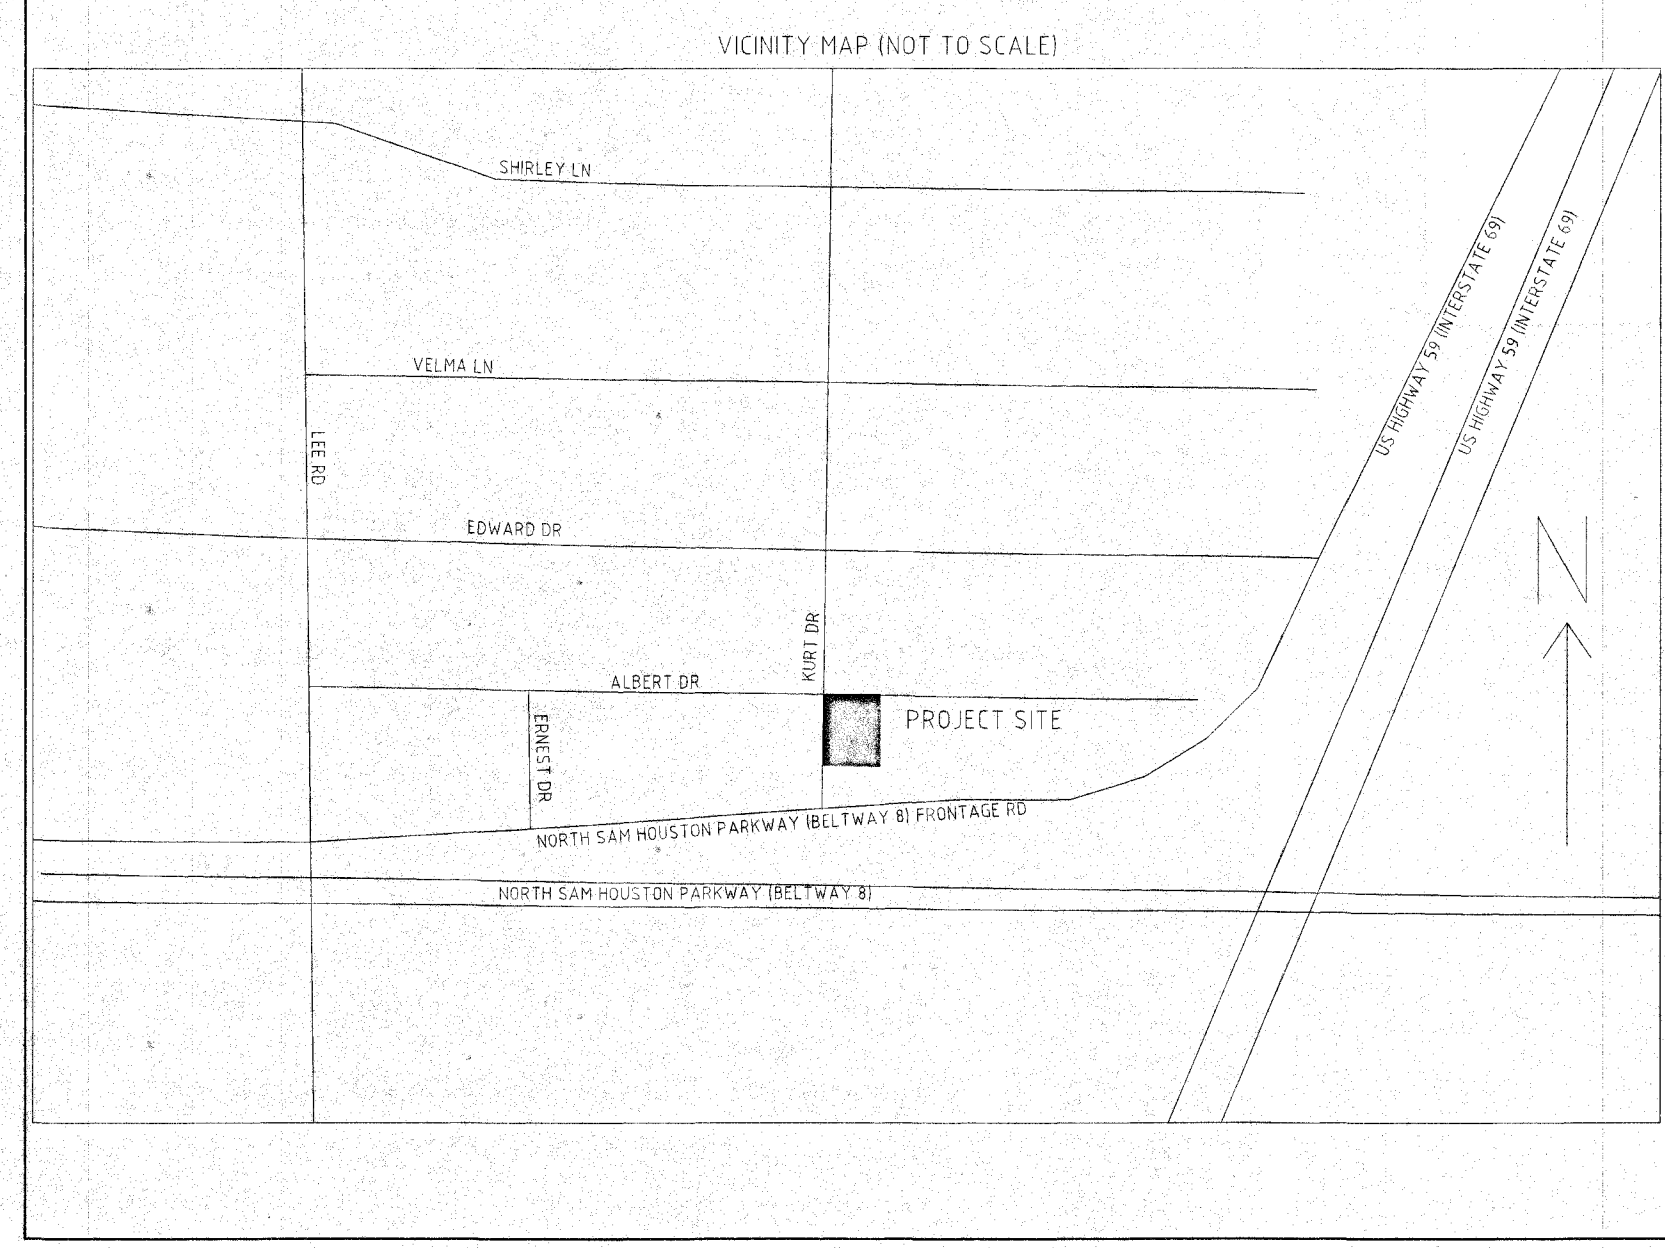 VICINITY MAP (NOT TO SCALE)
SHIRLEY LN
US HIGHWAY 59 (INTERSTATE 69)
US HIGHWAY 59 (INTERSTATE 69)
VELMA LN
LEE RD
EDWARD DR
N
KURT DR
ALBERT DR
PROJECT SITE
ERNEST DR
NORTH SAM HOUSTON PARKWAY (BELTWAY 8) FRONTAGE RD
NORTH SAM HOUSTON PARKWAY (BELTWAY 8)